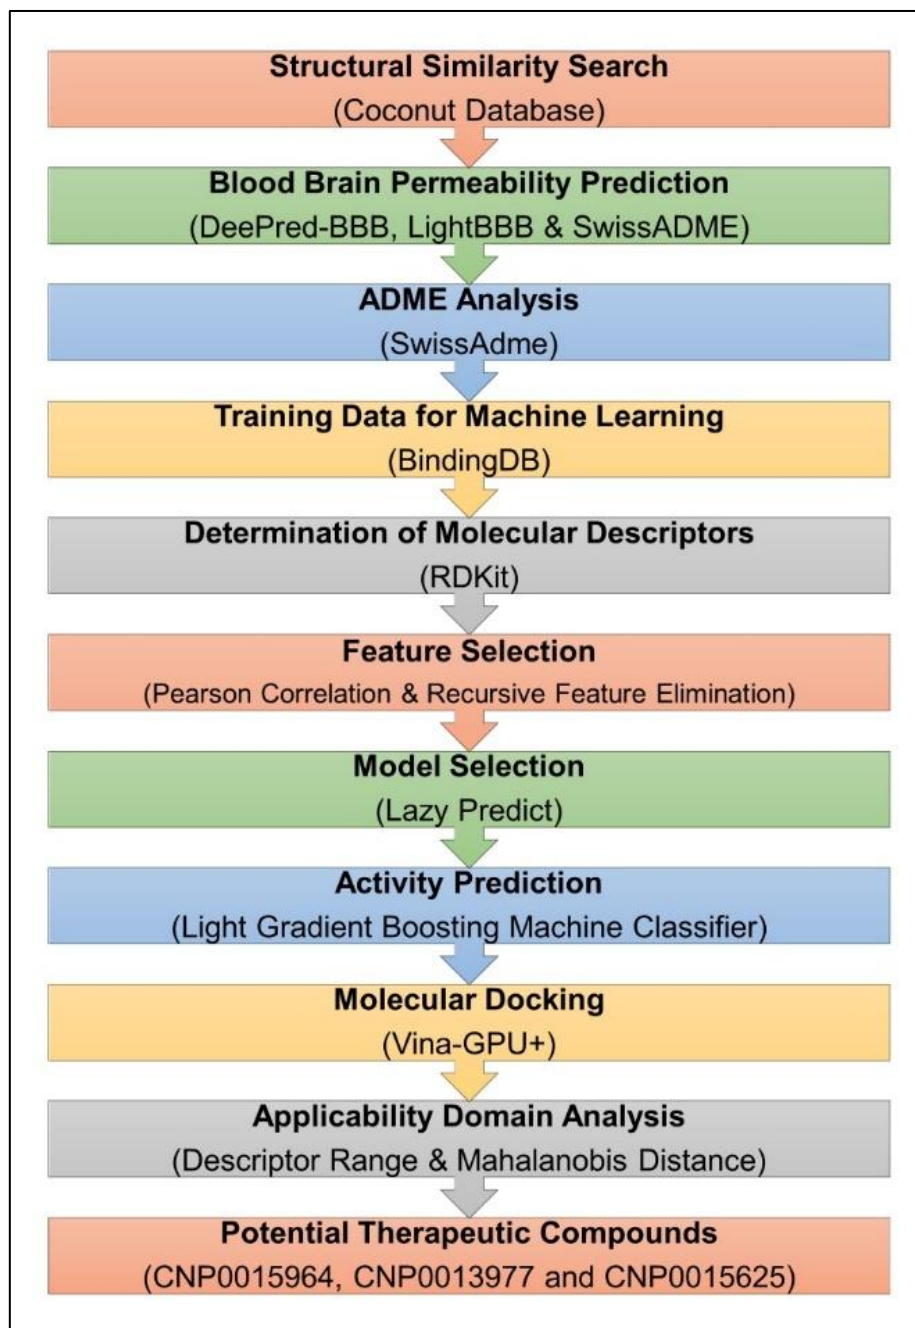 Structural Similarity Search
(Coconut Database)
Blood Brain Permeability Prediction
(DeePred-BBB, LightBBB & SwissADME)
ADME Analysis
(SwissAdme)
Training Data for Machine Learning
(BindingDB)
Determination of Molecular Descriptors
(RDKit)
Feature Selection
(Pearson Correlation & Recursive Feature Elimination)
Model Selection
(Lazy Predict)
Activity Prediction
(Light Gradient Boosting Machine Classifier)
Molecular Docking
(Vina-GPU+)
Applicability Domain Analysis
(Descriptor Range & Mahalanobis Distance)
Potential Therapeutic Compounds
(CNP0015964, CNP0013977 and CNP0015625)